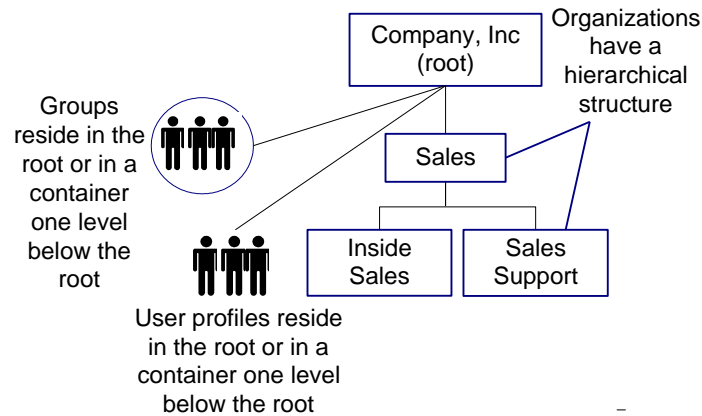 Company, Inc
(root)
Organizations
have a
hierarchical
structure
Groups
reside in the
root or in a
container
one level
below the
root
Sales
Inside
Sales
Sales
Support
User profiles reside
in the root or in a
container one level
below the root